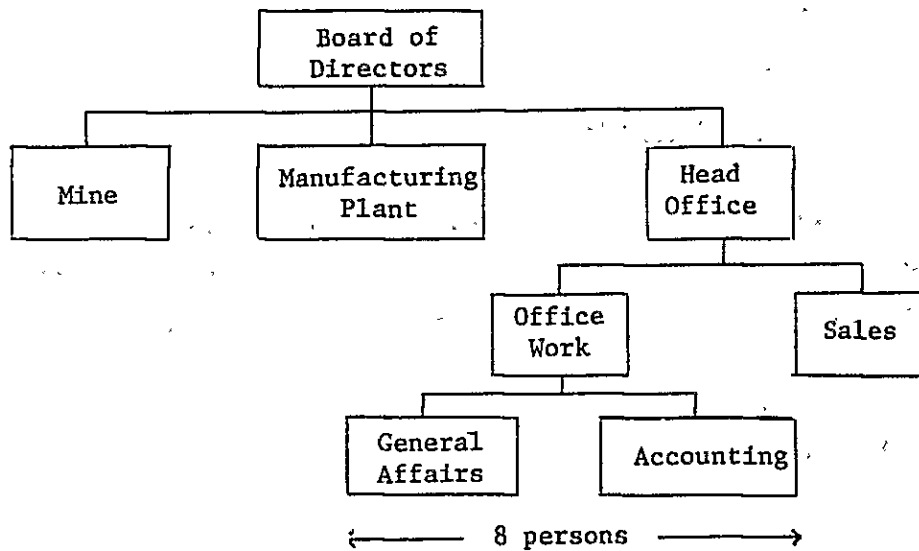 Board of
Directors
Mine
Manufacturing
Plant
Head
Office
Office
Work
Sales
General
Affairs
Accounting
8 persons